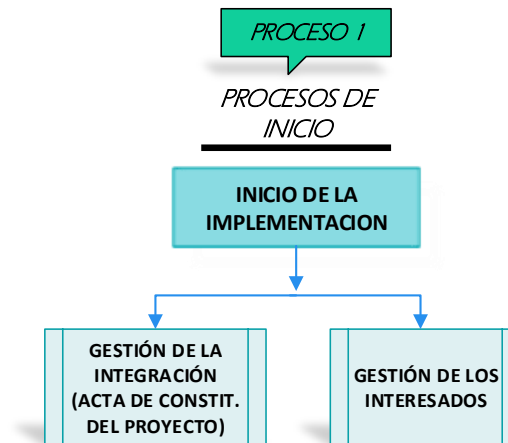 PROCESO 1
PROCESOS DE
INICIO
INICIO DE LA
IMPLEMENTACION
GESTIÓN DE LA
INTEGRACIÓN
(ACTA DE CONSTIT.
DEL PROYECTO)
GESTIÓN DE LOS
INTERESADOS